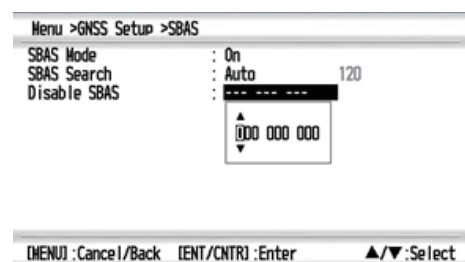 Menu >GNSS Setup >SBAS
SBAS Mode : On
SBAS Search : Auto 120
Disable SBAS : --- --- ---
000 000 000
[MENU] :Cancel/Back [ENT/CNTR] :Enter ▲/▼:Select